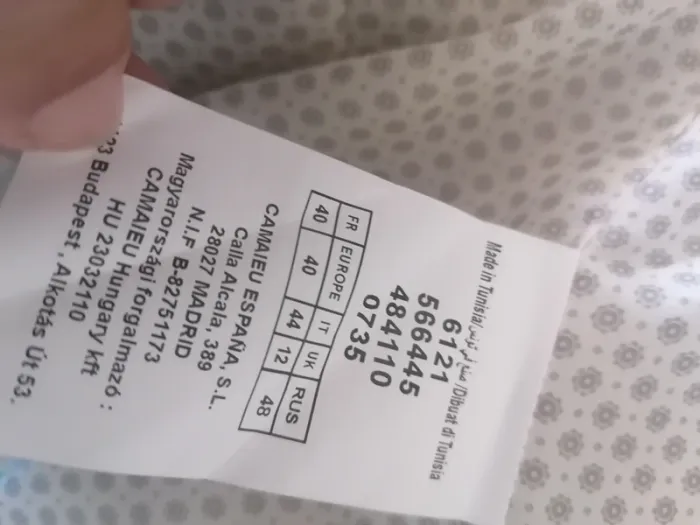 Made in Tunisia/صنع في تونس/Dibuat di Tunisia
6121
566445
484110
0735
FR EUROPE IT UK RUS
40 40 44 12 48
CAMAIEU ESPAÑA, S.L.
Calla Alcala, 389
28027 MADRID
N.I.F B-82751173
Magyarországi forgalmazó :
CAMAIEU Hungary kft
HU 23032110
Budapest , Alkotás Út 53.